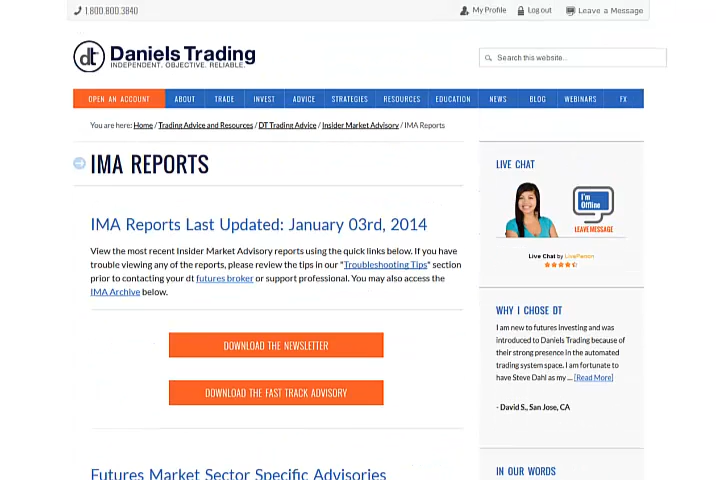 1.800.800.3840
My Profile
Log out
Leave a Message
dt Daniels Trading
INDEPENDENT. OBJECTIVE. RELIABLE.
Search this website...
OPEN AN ACCOUNT ABOUT TRADE INVEST ADVICE STRATEGIES RESOURCES EDUCATION NEWS BLOG WEBINARS FX
You are here: Home / Trading Advice and Resources / DT Trading Advice / Insider Market Advisory / IMA Reports
IMA REPORTS
IMA Reports Last Updated: January 03rd, 2014
View the most recent Insider Market Advisory reports using the quick links below. If you have
trouble viewing any of the reports, please review the tips in our "Troubleshooting Tips" section
prior to contacting your dt futures broker or support professional. You may also access the
IMA Archive below.
DOWNLOAD THE NEWSLETTER
DOWNLOAD THE FAST TRACK ADVISORY
Futures Market Sector Specific Advisories
LIVE CHAT
I'm
Offline
LEAVE MESSAGE
Live Chat by LivePerson
WHY I CHOSE DT
I am new to futures investing and was
introduced to Daniels Trading because of
their strong presence in the automated
trading system space. I am fortunate to
have Steve Dahl as my ... [Read More]
- David S., San Jose, CA
IN OUR WORDS